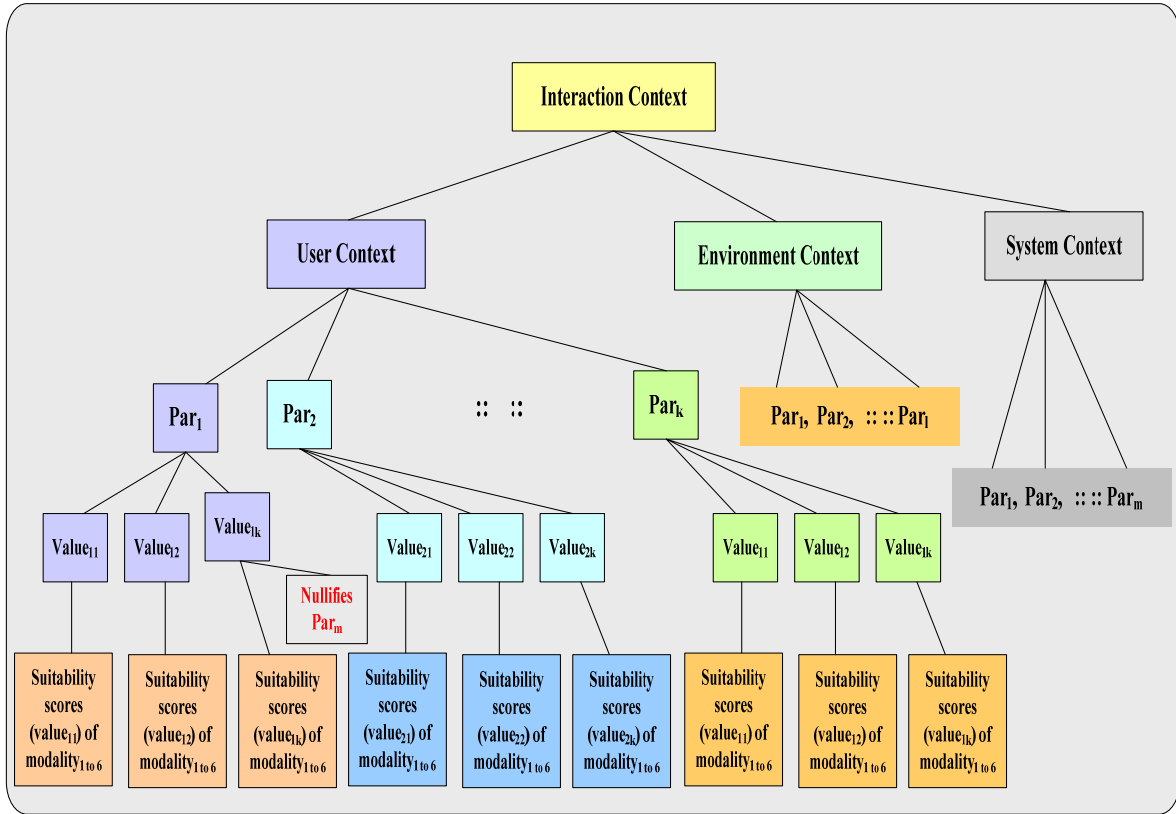 Interaction Context
User Context
Environment Context
System Context
Par₁
Par₂
:: ::
Parₖ
Par₁, Par₂, :: :: Parₗ
Par₁, Par₂, :: :: Parₘ
Value₁₁
Value₁₂
Value₁ₖ
Value₂₁
Value₂₂
Value₂ₖ
Value₁₁
Value₁₂
Value₁ₖ
Nullifies
Parₘ
Suitability
scores
(value₁₁) of
modality₁ ₜₒ ₆
Suitability
scores
(value₁₂) of
modality₁ ₜₒ ₆
Suitability
scores
(value₁ₖ) of
modality₁ ₜₒ ₆
Suitability
scores
(value₂₁) of
modality₁ ₜₒ ₆
Suitability
scores
(value₂₂) of
modality₁ ₜₒ ₆
Suitability
scores
(value₂ₖ) of
modality₁ ₜₒ ₆
Suitability
scores
(value₁₁) of
modality₁ ₜₒ ₆
Suitability
scores
(value₁₂) of
modality₁ ₜₒ ₆
Suitability
scores
(value₁ₖ) of
modality₁ ₜₒ ₆